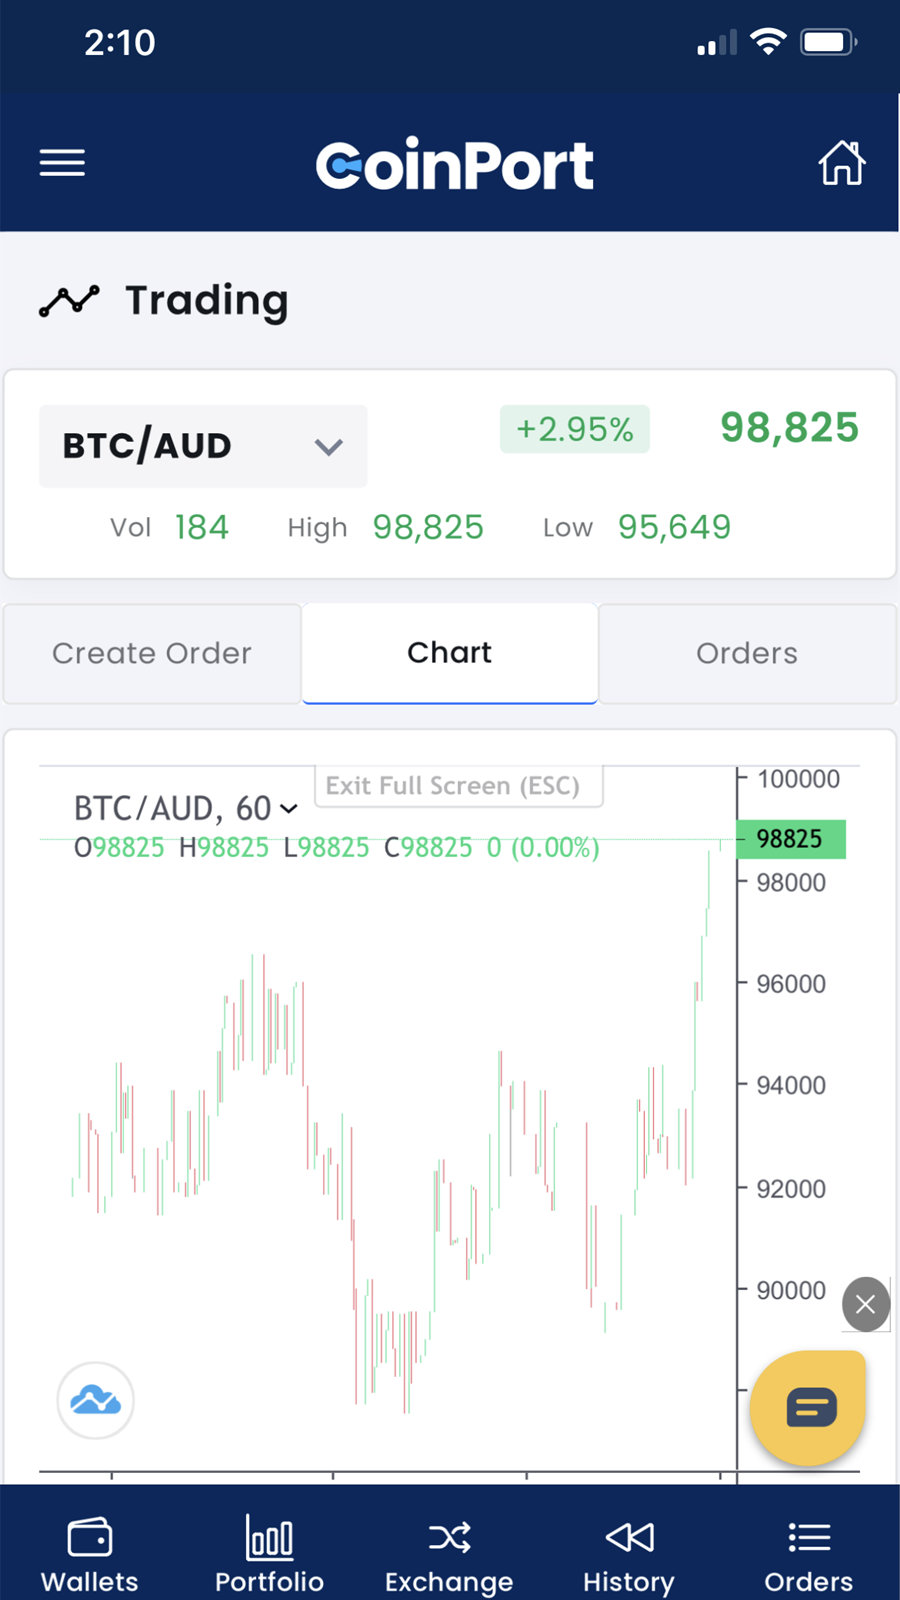 2:10
CoinPort
Trading
BTC/AUD
+2.95%
98,825
Vol 184 High 98,825 Low 95,649
Create Order
Chart
Orders
Exit Full Screen (ESC)
BTC/AUD, 60
O98825 H98825 L98825 C98825 0 (0.00%)
100000
98825
98000
96000
94000
92000
90000
Wallets
Portfolio
Exchange
History
Orders